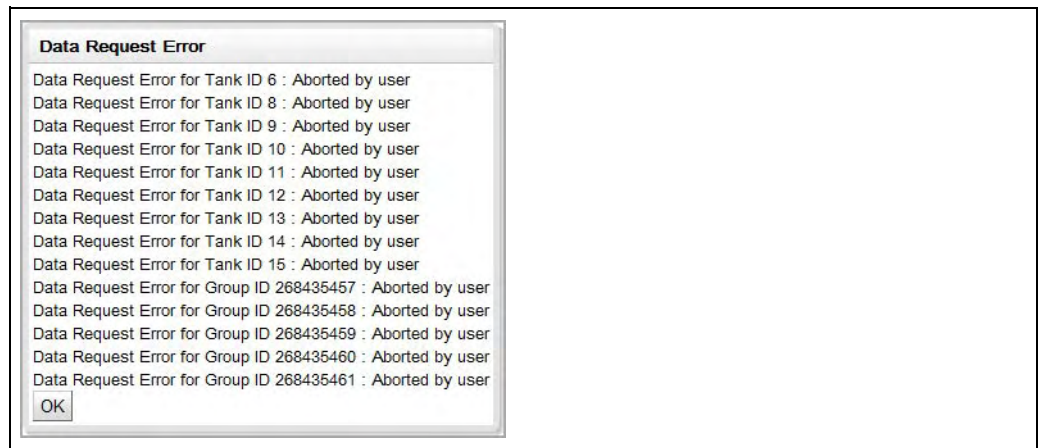 Data Request Error
Data Request Error for Tank ID 6 : Aborted by user
Data Request Error for Tank ID 8 : Aborted by user
Data Request Error for Tank ID 9 : Aborted by user
Data Request Error for Tank ID 10 : Aborted by user
Data Request Error for Tank ID 11 : Aborted by user
Data Request Error for Tank ID 12 : Aborted by user
Data Request Error for Tank ID 13 : Aborted by user
Data Request Error for Tank ID 14 : Aborted by user
Data Request Error for Tank ID 15 : Aborted by user
Data Request Error for Group ID 268435457 : Aborted by user
Data Request Error for Group ID 268435458 : Aborted by user
Data Request Error for Group ID 268435459 : Aborted by user
Data Request Error for Group ID 268435460 : Aborted by user
Data Request Error for Group ID 268435461 : Aborted by user
OK